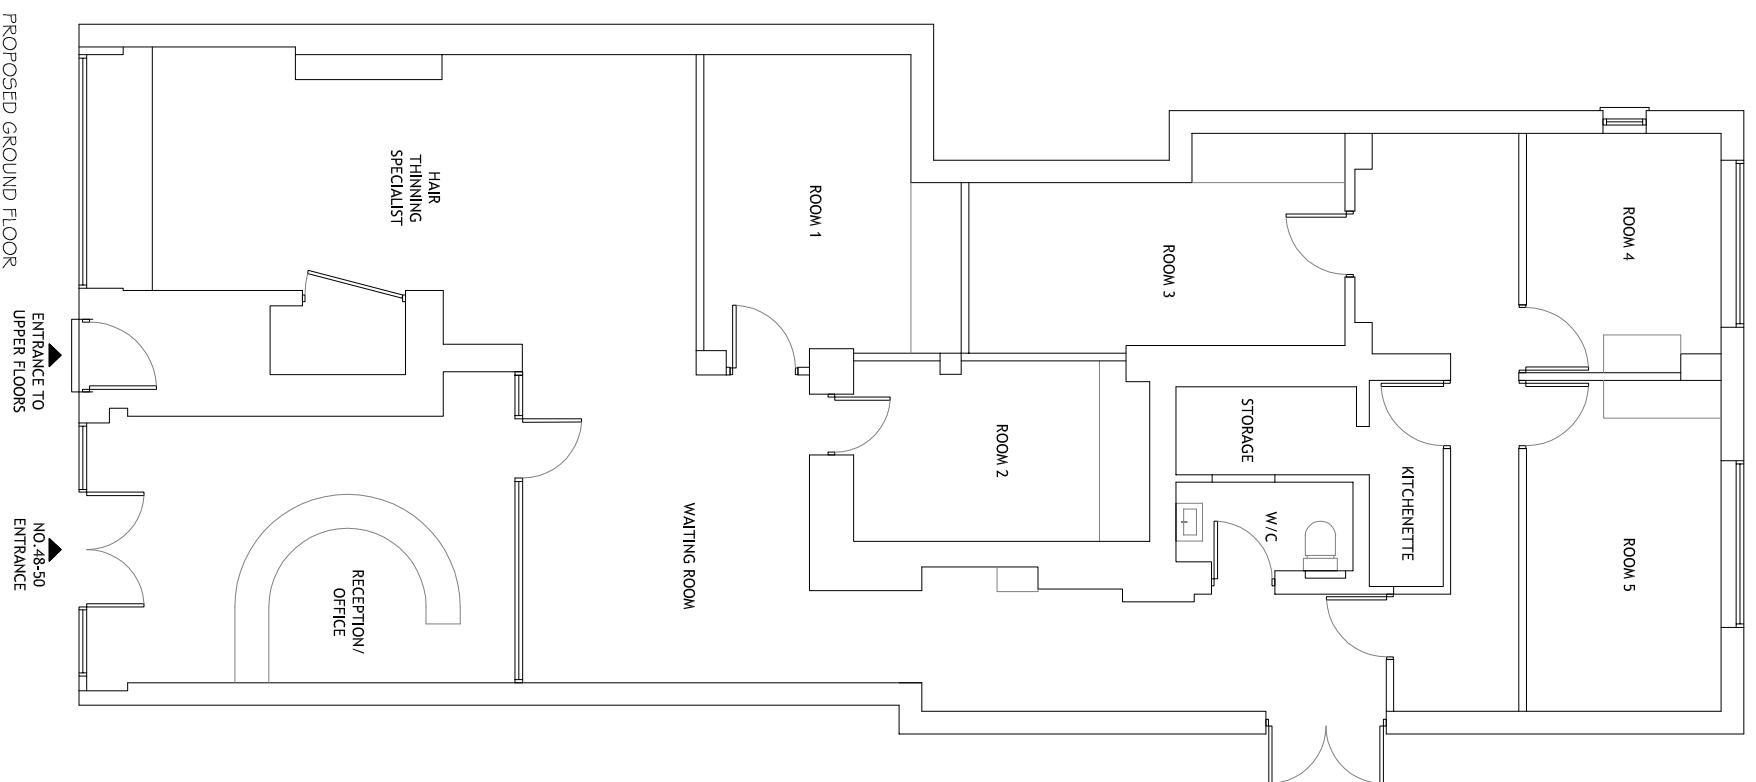 PROPOSED GROUND FLOOR
ENTRANCE TO
UPPER FLOORS
NO.48-50
ENTRANCE
HAIR
THINNING
SPECIALIST
RECEPTION/
OFFICE
WAITING ROOM
ROOM 1
ROOM 2
ROOM 3
STORAGE
W/C
KITCHENETTE
ROOM 4
ROOM 5